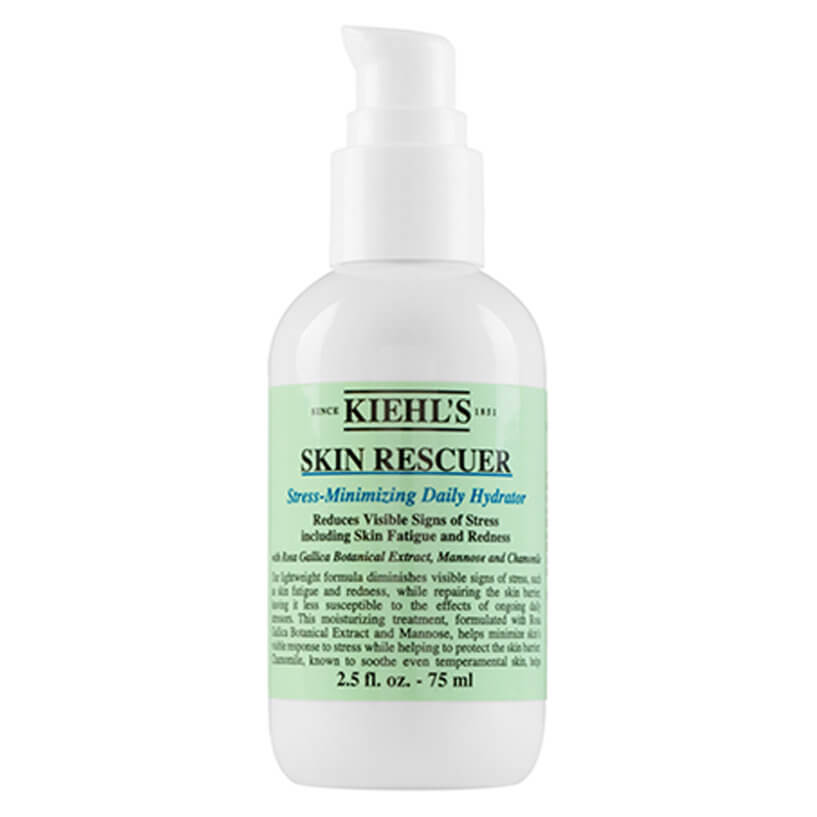 SINCE KIEHL'S 1851
SKIN RESCUER
Stress-Minimizing Daily Hydrator
Reduces Visible Signs of Stress
including Skin Fatigue and Redness
with Rosa Gallica Botanical Extract, Mannose and Chamomile
Our lightweight formula diminishes visible signs of stress, such
as skin fatigue and redness, while repairing the skin barrier,
leaving it less susceptible to the effects of ongoing daily
stressors. This moisturizing treatment, formulated with Rosa
Gallica Botanical Extract and Mannose, helps minimize skin's
visible response to stress while helping to protect the skin barrier.
Chamomile, known to soothe even temperamental skin, helps
2.5 fl. oz. - 75 ml